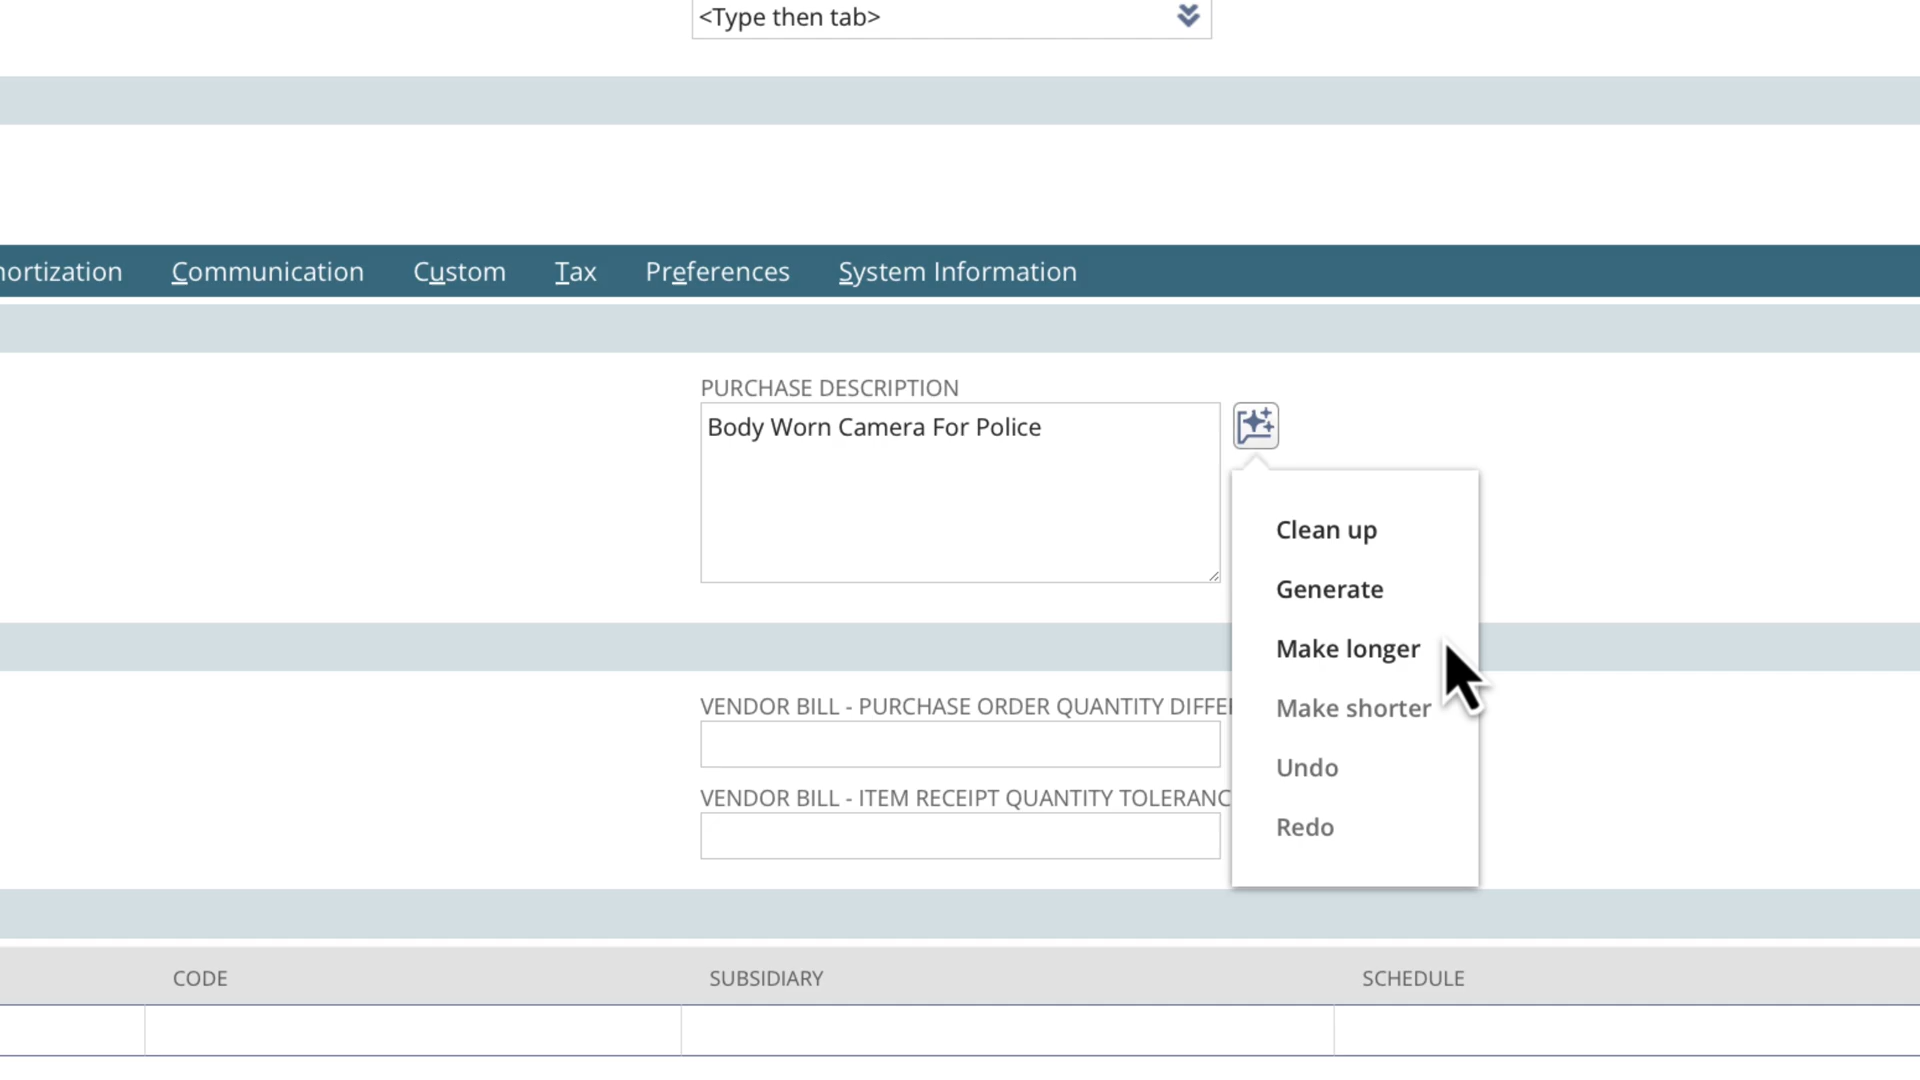 <Type then tab>
nortization Communication Custom Tax Preferences System Information
PURCHASE DESCRIPTION
Body Worn Camera For Police
Clean up
Generate
Make longer
Make shorter
Undo
Redo
VENDOR BILL - PURCHASE ORDER QUANTITY DIFFE
VENDOR BILL - ITEM RECEIPT QUANTITY TOLERANC
CODE SUBSIDIARY SCHEDULE